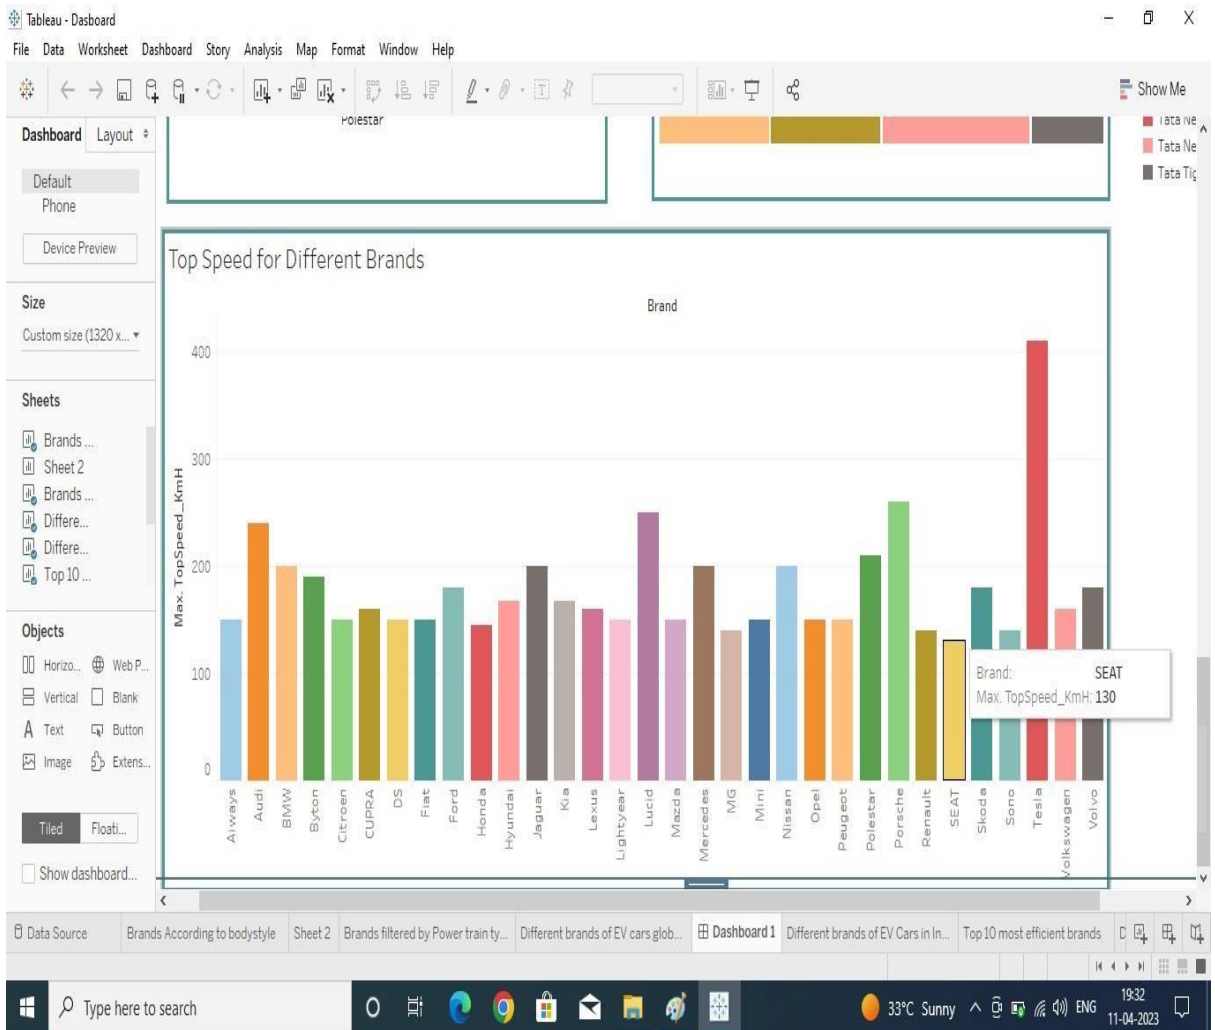 Tableau - Dasboard
File Data Worksheet Dashboard Story Analysis Map Format Window Help
Show Me
Dashboard Layout
Default
Phone
Device Preview
Size
Custom size (1320 x...
Sheets
Brands ...
Sheet 2
Brands ...
Differe...
Differe...
Top 10 ...
Objects
Horizo... Web P...
Vertical Blank
A Text Button
Image Extens...
Tiled Floati...
Show dashboard...
Polestar
Tata Ne
Tata Ne
Tata Tig
Top Speed for Different Brands
Brand
Max. TopSpeed_KmH
400
300
200
100
0
Aiways
Audi
BMW
Byton
Citroen
CUPRA
DS
Fiat
Ford
Honda
Hyundai
Jaguar
Kia
Lexus
Lightyear
Lucid
Mazda
Mercedes
MG
Mini
Nissan
Opel
Peugeot
Polestar
Porsche
Renault
SEAT
Skoda
Sono
Tesla
Volkswagen
Volvo
Brand: SEAT
Max. TopSpeed_KmH: 130
Data Source Brands According to bodystyle Sheet 2 Brands filtered by Power train ty... Different brands of EV cars glob... Dashboard 1 Different brands of EV Cars in In... Top 10 most efficient brands D
Type here to search
33°C Sunny ENG
19:32
11-04-2023